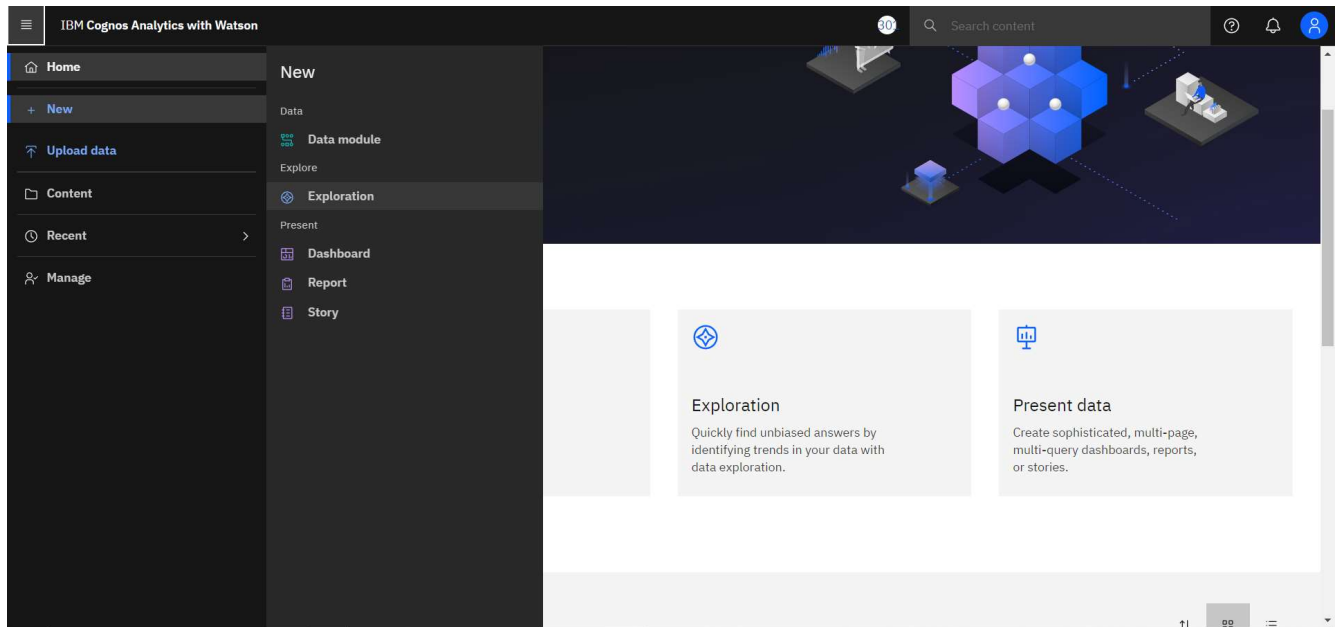 IBM Cognos Analytics with Watson
Search content
Home
New
Upload data
Content
Recent
Manage
New
Data
Data module
Explore
Exploration
Present
Dashboard
Report
Story
Exploration
Quickly find unbiased answers by
identifying trends in your data with
data exploration.
Present data
Create sophisticated, multi-page,
multi-query dashboards, reports,
or stories.